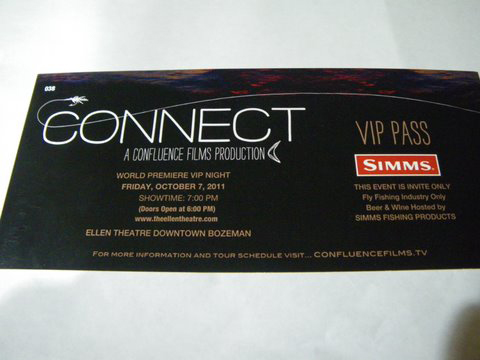 038
CONNECT
A CONFLUENCE FILMS PRODUCTION
WORLD PREMIERE VIP NIGHT
FRIDAY, OCTOBER 7, 2011
SHOWTIME: 7:00 PM
(Doors Open at 6:00 PM)
www.theellentheatre.com
ELLEN THEATRE DOWNTOWN BOZEMAN
VIP PASS
SIMMS
THIS EVENT IS INVITE ONLY
Fly Fishing Industry Only
Beer & Wine Hosted by
SIMMS FISHING PRODUCTS
FOR MORE INFORMATION AND TOUR SCHEDULE VISIT... CONFLUENCEFILMS.TV